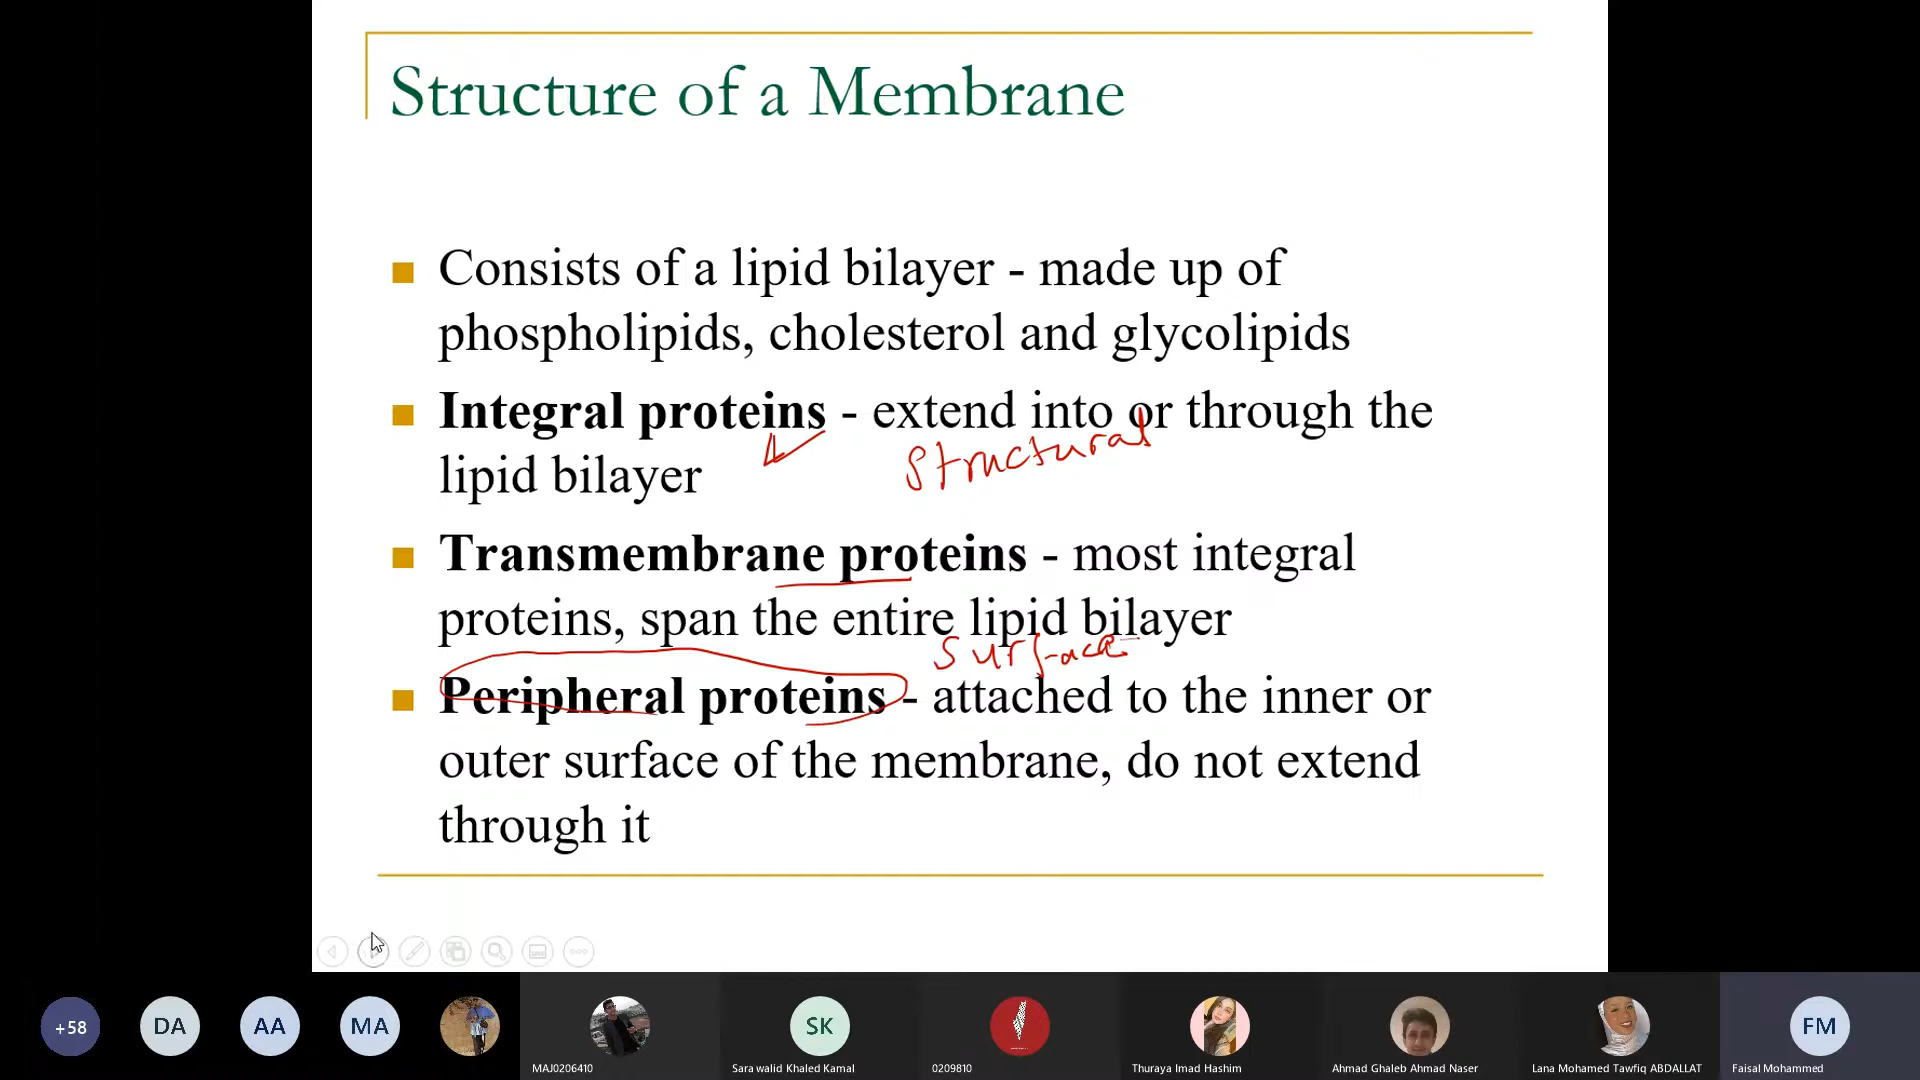 Structure of a Membrane
Consists of a lipid bilayer - made up of
phospholipids, cholesterol and glycolipids
Integral proteins - extend into or through the
lipid bilayer
structural
Transmembrane proteins - most integral
proteins, span the entire lipid bilayer
surface
Peripheral proteins - attached to the inner or
outer surface of the membrane, do not extend
through it
+58
DA
AA
MA
MAJ0206410
SK
Sara walid Khaled Kamal
0209810
Thuraya Imad Hashim
Ahmad Ghaleb Ahmad Naser
Lana Mohamed Tawfiq ABDALLAT
FM
Faisal Mohammed